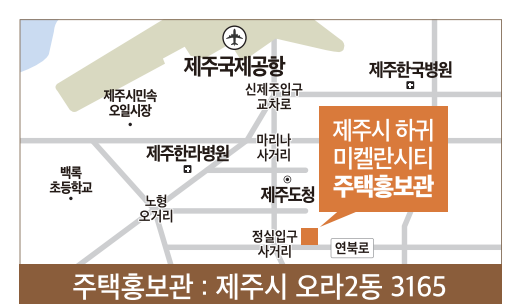 제주국제공항
제주한국병원
신제주입구
교차로
제주시민속
오일시장
제주시 하귀
미켈란시티
주택홍보관
마리나
사거리
제주한라병원
백록
초등학교
제주도청
노형
오거리
정실입구
사거리
연북로
주택홍보관 : 제주시 오라2동 3165